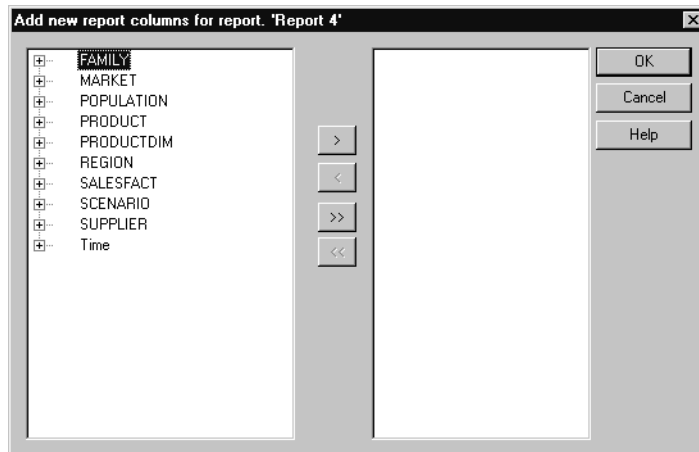 Add new report columns for report. 'Report 4'
FAMILY
MARKET
POPULATION
PRODUCT
PRODUCTDIM
REGION
SALESFACT
SCENARIO
SUPPLIER
Time
>
<
>>
<<
OK
Cancel
Help